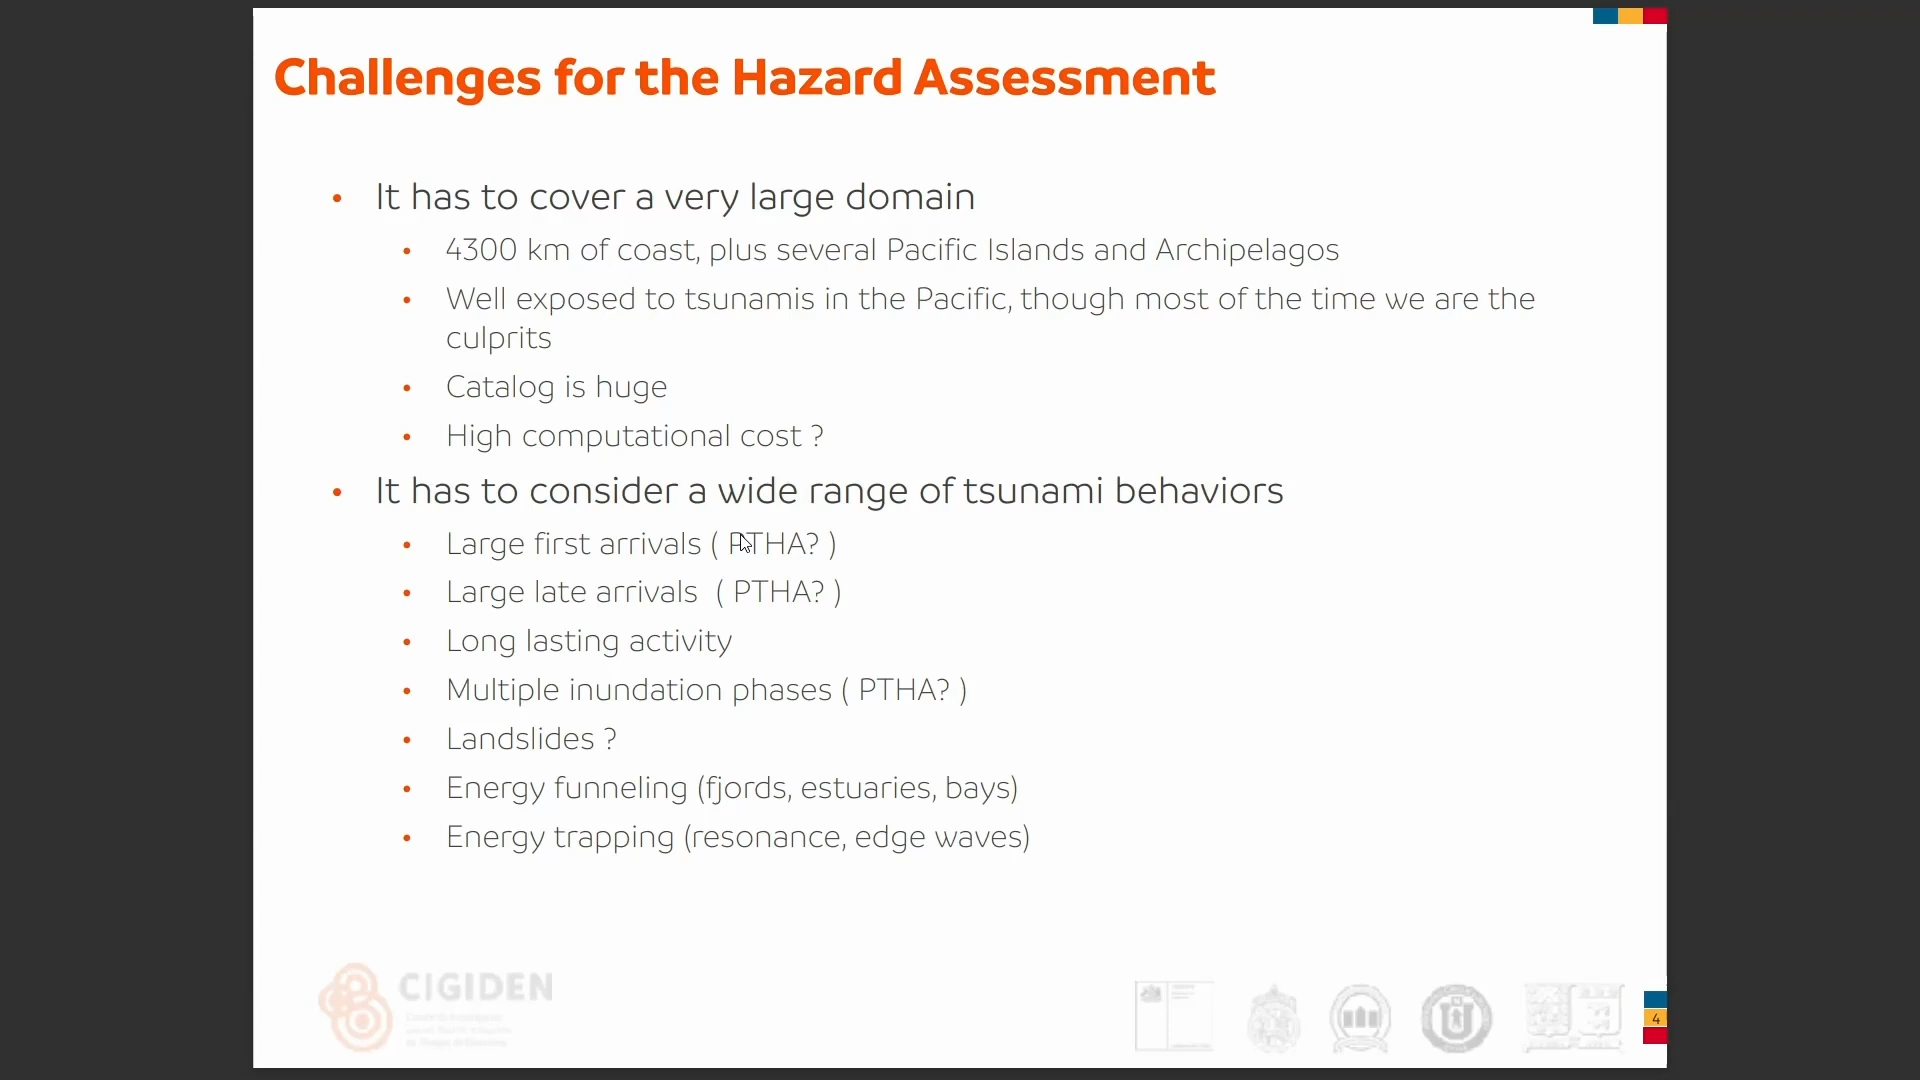 Challenges for the Hazard Assessment
• It has to cover a very large domain
• 4300 km of coast, plus several Pacific Islands and Archipelagos
• Well exposed to tsunamis in the Pacific, though most of the time we are the
culprits
• Catalog is huge
• High computational cost ?
• It has to consider a wide range of tsunami behaviors
• Large first arrivals ( PTHA? )
• Large late arrivals ( PTHA? )
• Long lasting activity
• Multiple inundation phases ( PTHA? )
• Landslides ?
• Energy funneling (fjords, estuaries, bays)
• Energy trapping (resonance, edge waves)
CIGIDEN
4